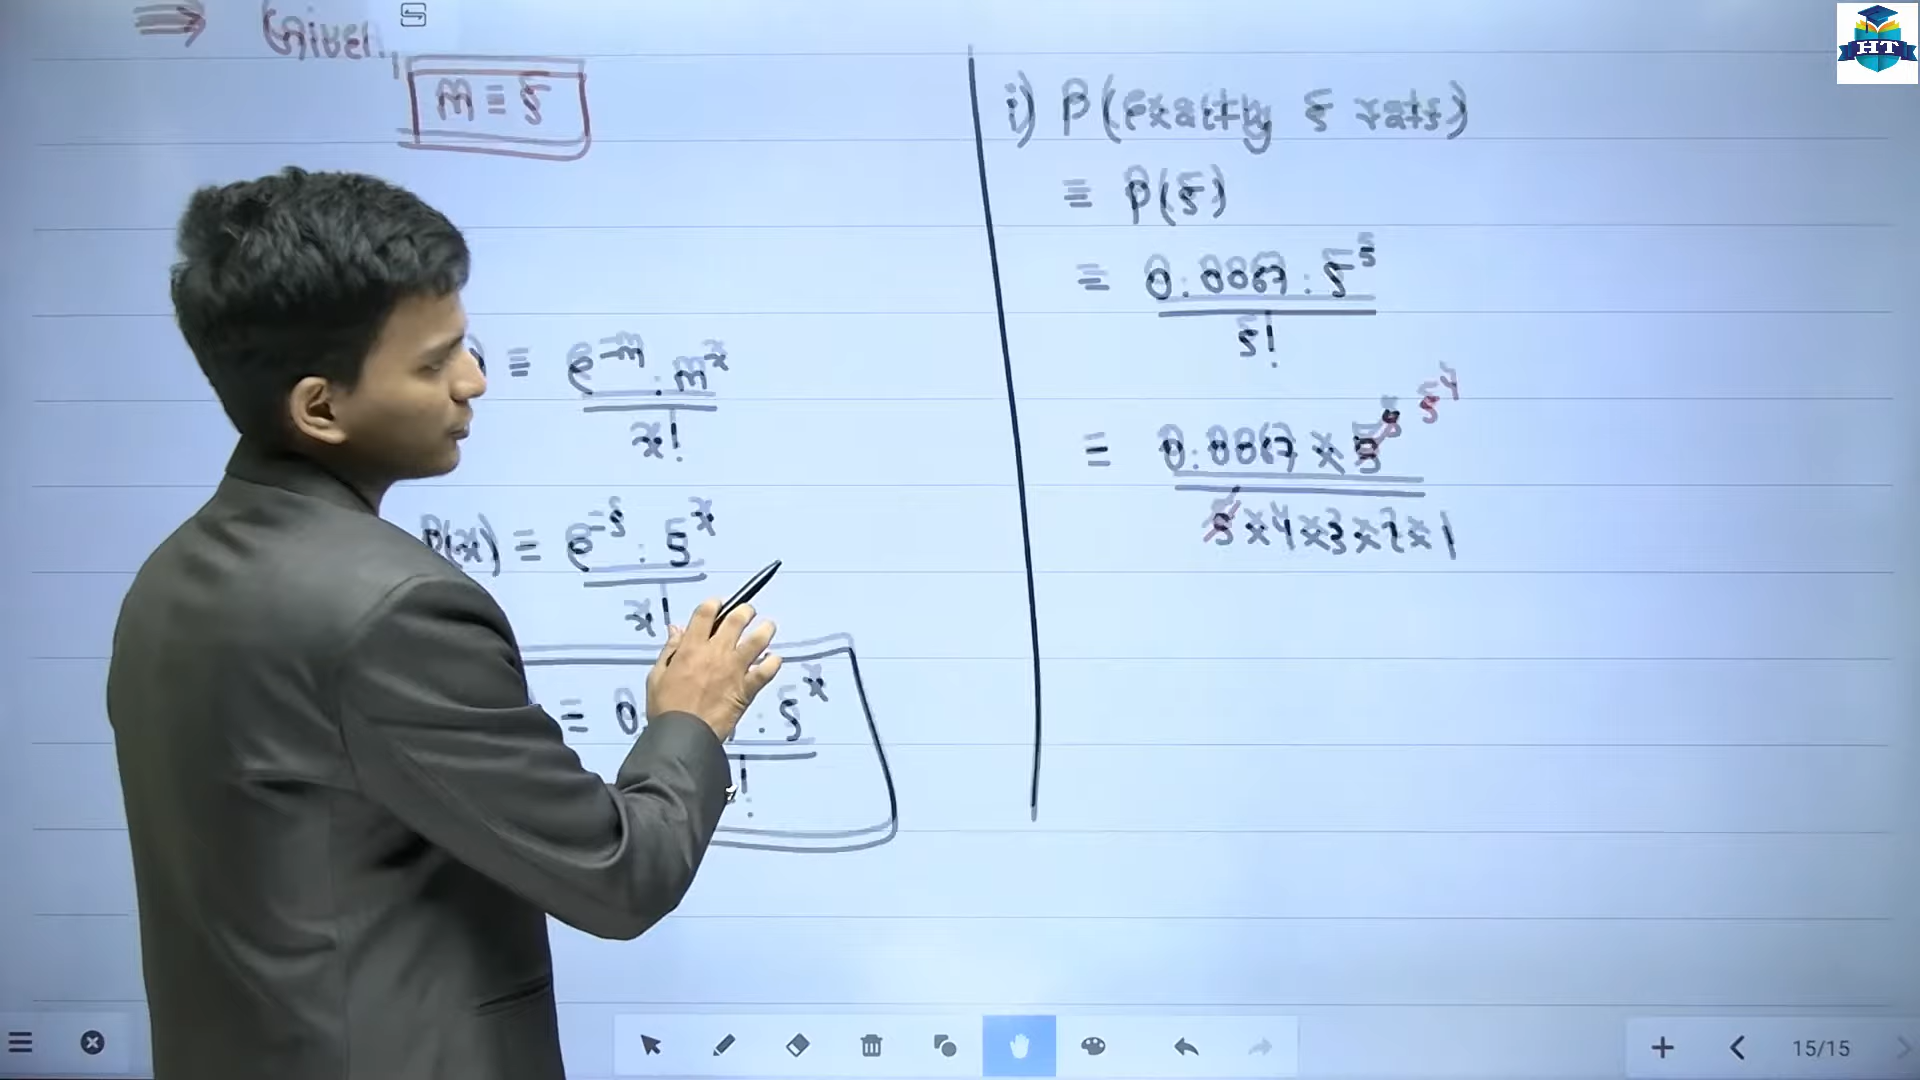 ⇒ Given,
m = 5
= e^-m . m^x
x!
P(x) = e^-5 . 5^x
x!
= 0. . 5^x
!
i) P(exactly 5 rats)
= P(5)
= 0.0067 . 5^5
5!
= 0.0067 × 5^5 5^4
5×4×3×2×1
HT
15/15